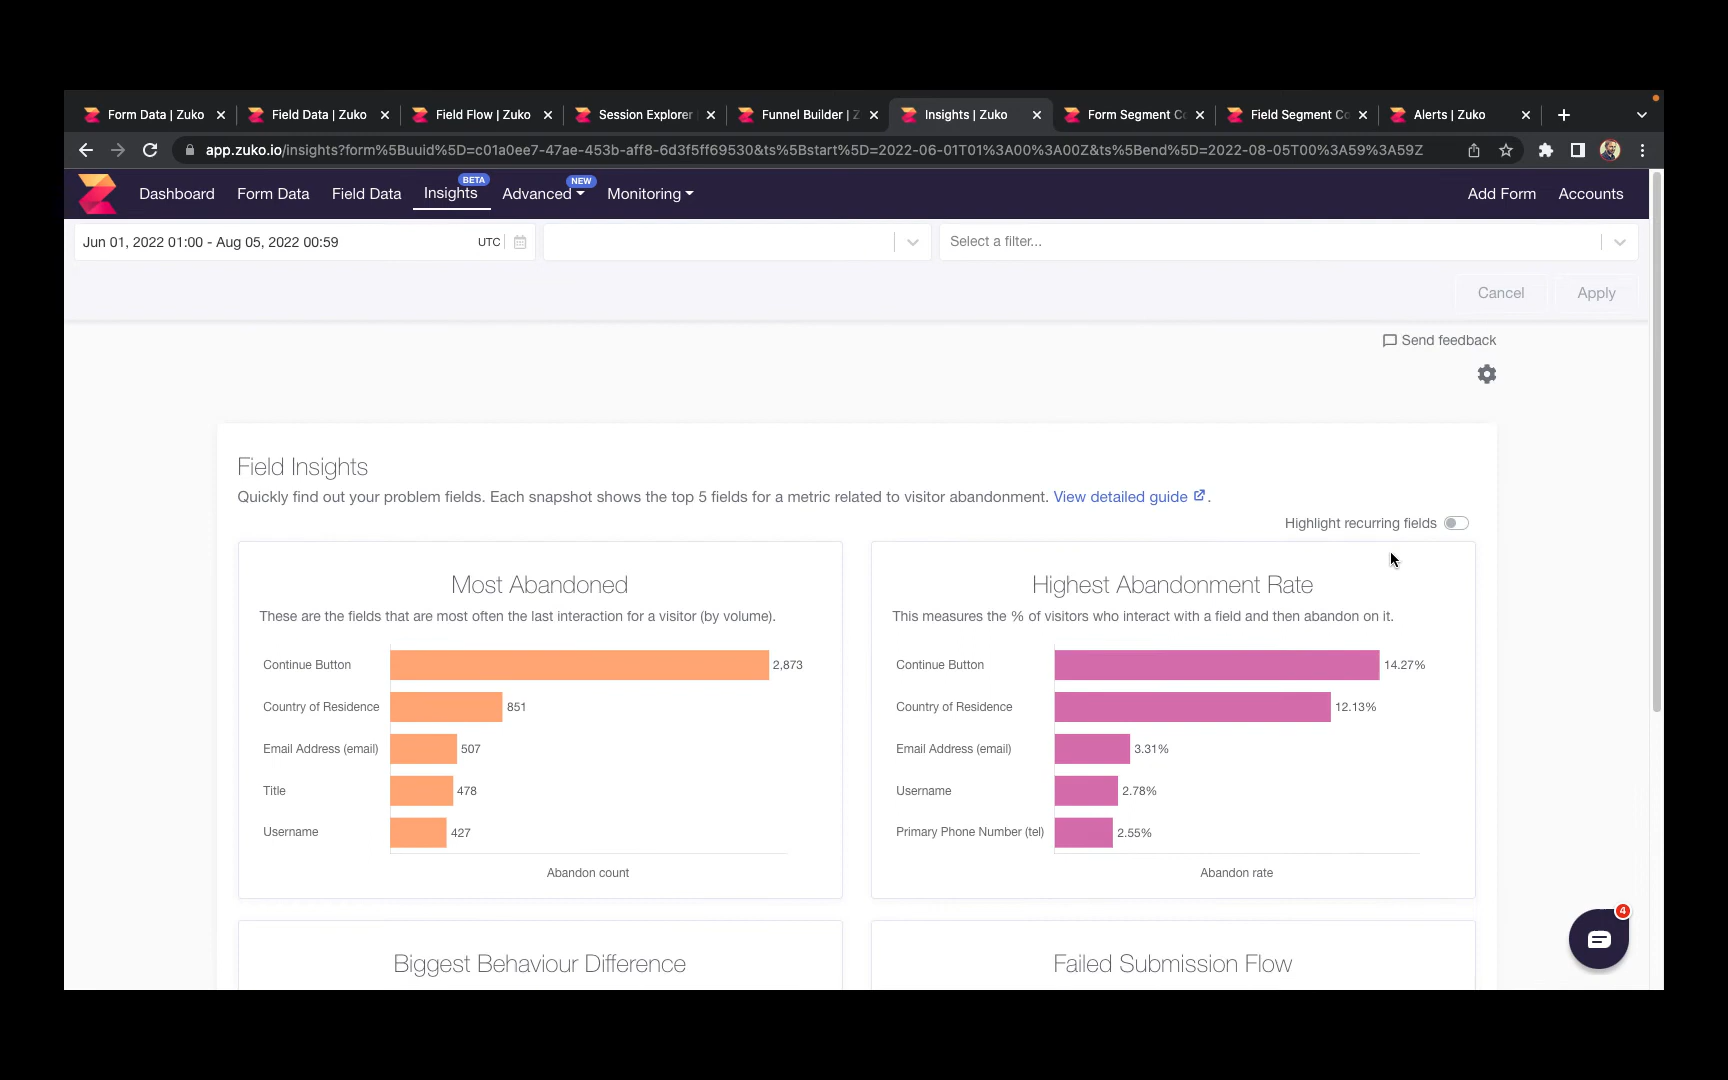 Form Data | Zuko
Field Data | Zuko
Field Flow | Zuko
Session Explorer
Funnel Builder | Z
Insights | Zuko
Form Segment Co
Field Segment Co
Alerts | Zuko
app.zuko.io/insights?form%5Buuid%5D=c01a0ee7-47ae-453b-aff8-6d3f5ff69530&ts%5Bstart%5D=2022-06-01T01%3A00%3A00Z&ts%5Bend%5D=2022-08-05T00%3A59%3A59Z
Dashboard
Form Data
Field Data
Insights
BETA
Advanced
NEW
Monitoring
Add Form
Accounts
Jun 01, 2022 01:00 - Aug 05, 2022 00:59
UTC
Select a filter...
Cancel
Apply
Send feedback
Field Insights
Quickly find out your problem fields. Each snapshot shows the top 5 fields for a metric related to visitor abandonment. View detailed guide .
Highlight recurring fields
Most Abandoned
These are the fields that are most often the last interaction for a visitor (by volume).
Continue Button 2,873
Country of Residence 851
Email Address (email) 507
Title 478
Username 427
Abandon count
Highest Abandonment Rate
This measures the % of visitors who interact with a field and then abandon on it.
Continue Button 14.27%
Country of Residence 12.13%
Email Address (email) 3.31%
Username 2.78%
Primary Phone Number (tel) 2.55%
Abandon rate
Biggest Behaviour Difference
Failed Submission Flow
4